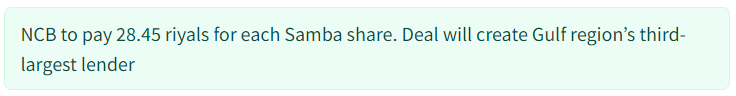 NCB to pay 28.45 riyals for each Samba share. Deal will create Gulf region’s third-
largest lender